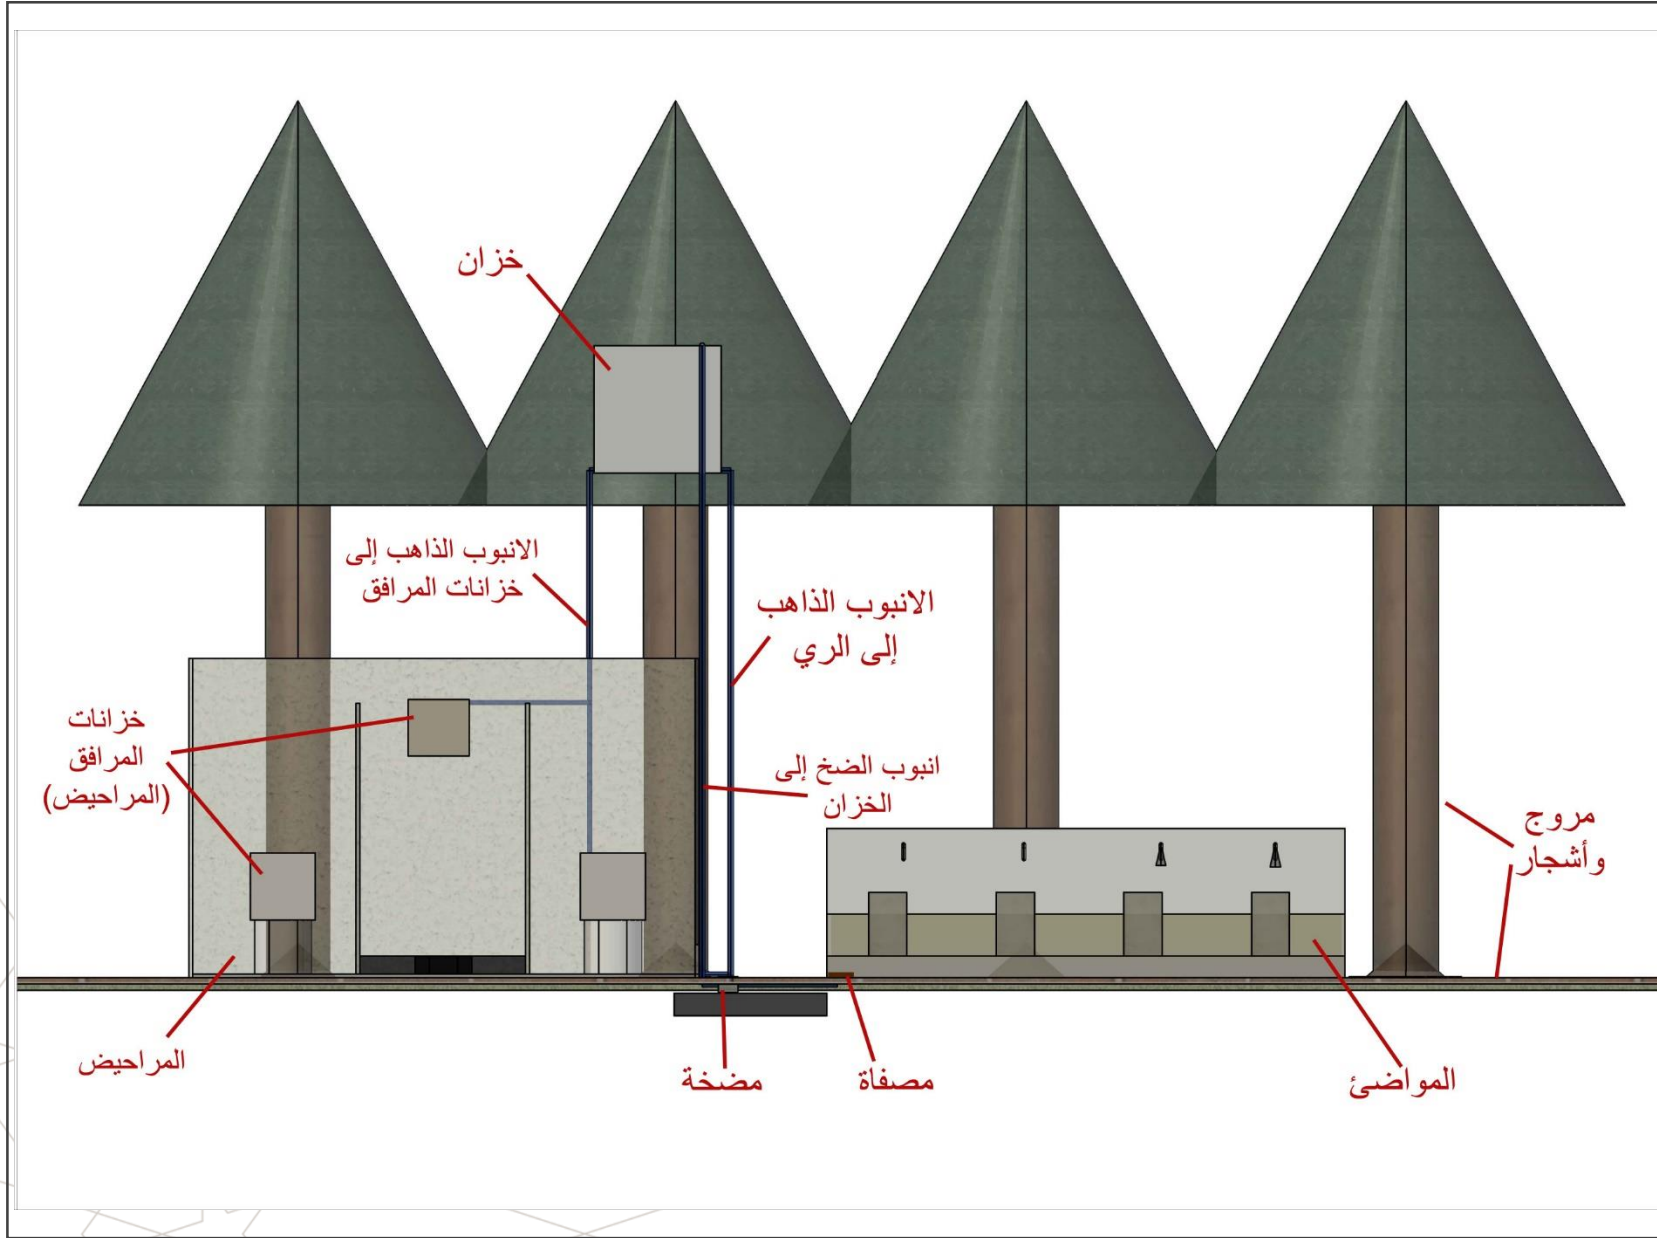 خزان
الانبوب الذاهب إلى
خزانات المرافق
الانبوب الذاهب
إلى الري
خزانات
المرافق
(المراحيض)
انبوب الضخ إلى
الخزان
مروج
وأشجار
المراحيض
مضخة
مصفاة
المواضئ